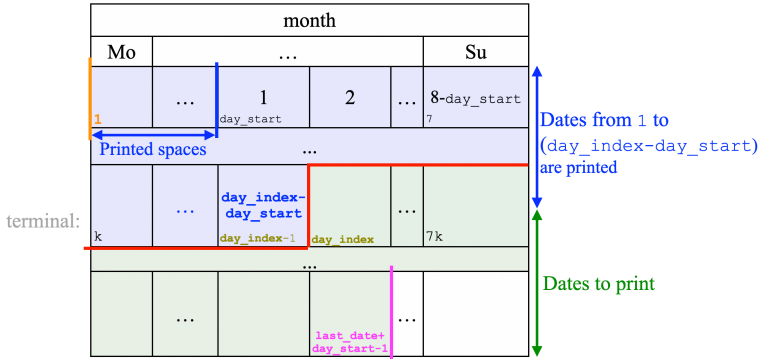 month
Mo ... Su
... 1 2 ... 8-day_start
1 day_start 7
Printed spaces
...
Dates from 1 to
(day_index-day_start)
are printed
terminal:
... day_index-
day_start ...
k day_index-1 day_index 7k
...
Dates to print
... ...
last_date+
day_start-1